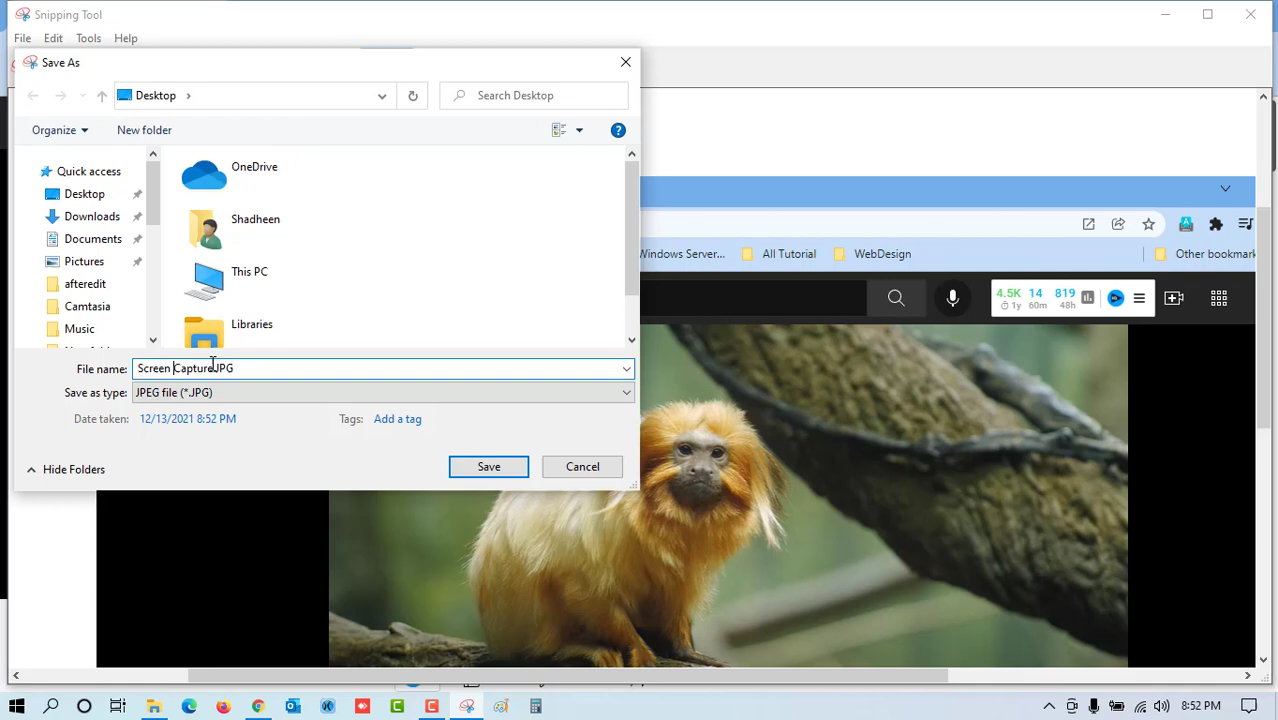 Snipping Tool
File Edit Tools Help
Save As
Desktop
Search Desktop
Organize New folder
Quick access
Desktop
Downloads
Documents
Pictures
afteredit
Camtasia
Music
OneDrive
Shadheen
This PC
Libraries
File name: Screen Capture.JPG
Save as type: JPEG file (*.JPG)
Date taken: 12/13/2021 8:52 PM Tags: Add a tag
Hide Folders Save Cancel
Windows Server... All Tutorial WebDesign Other bookmark
4.5K 14 819
1y 60m 48h
8:52 PM